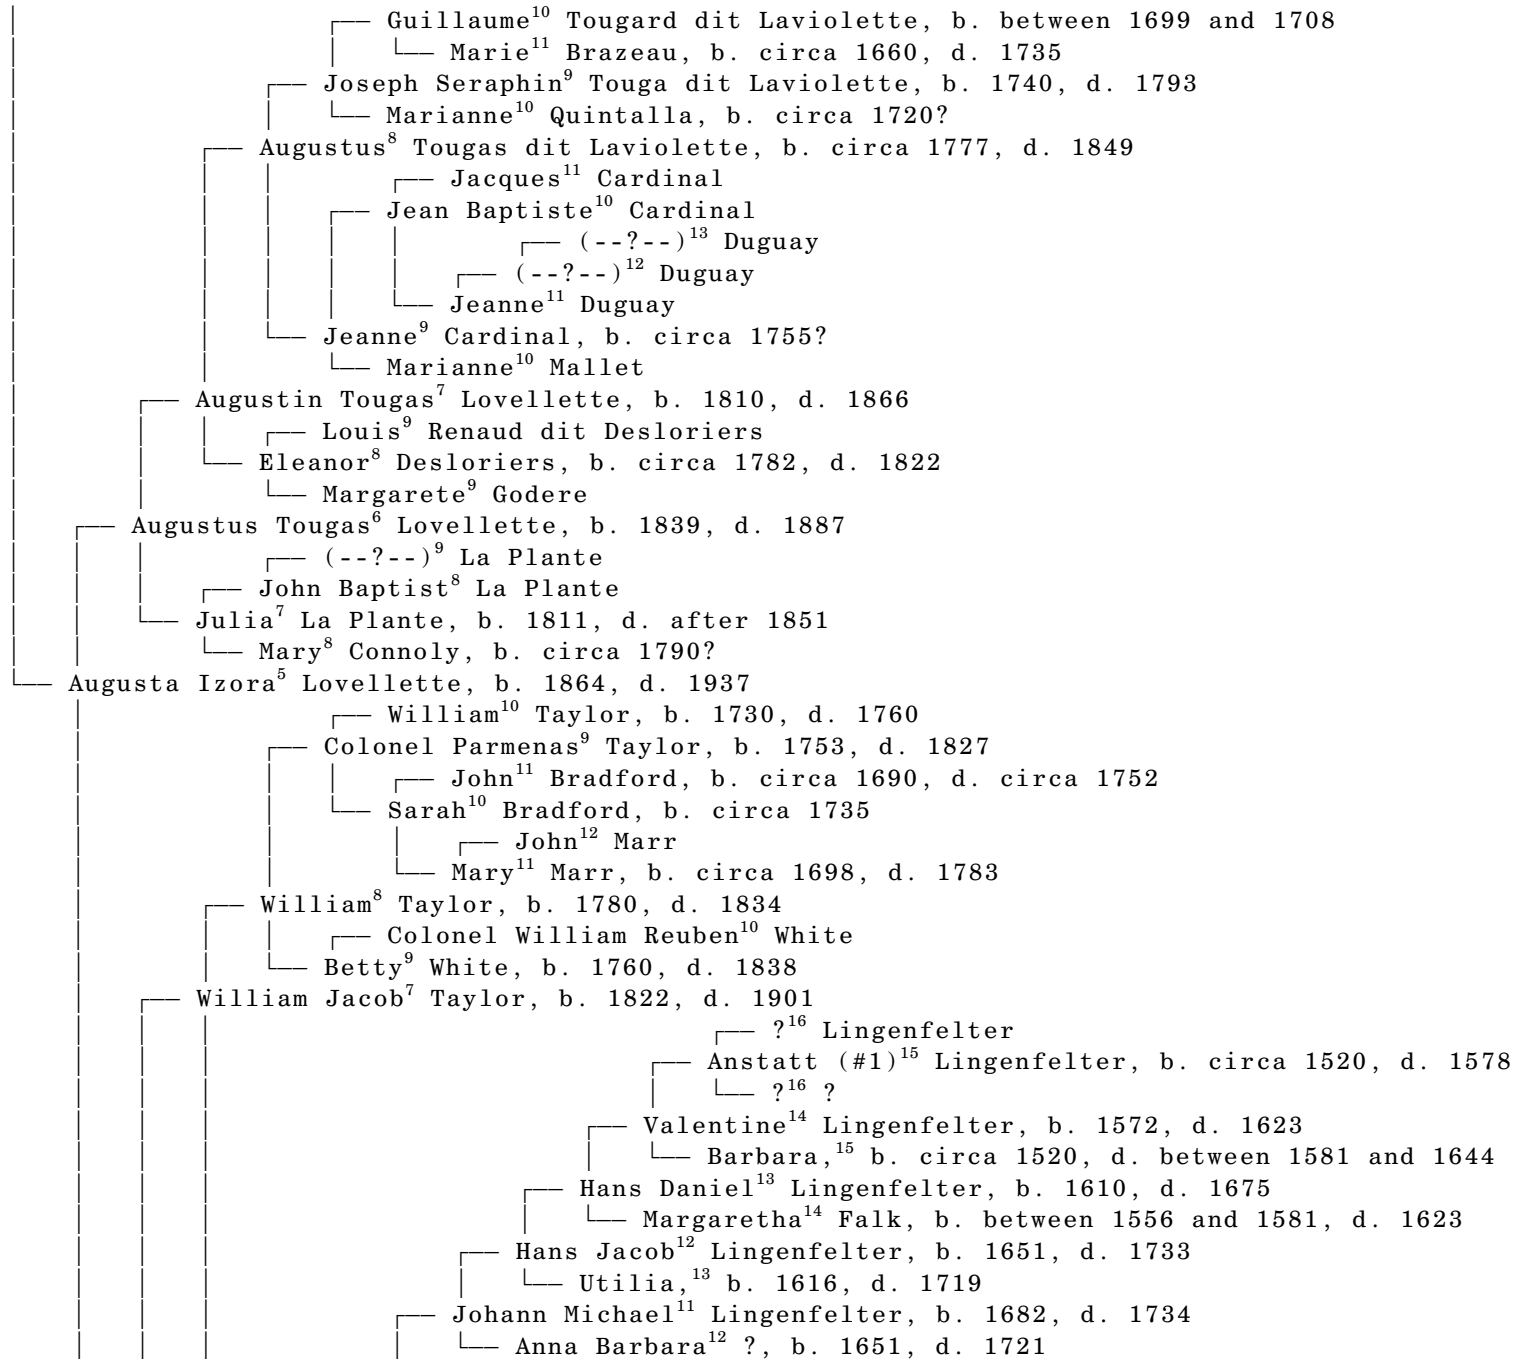 Guillaume¹⁰ Tougard dit Laviolette, b. between 1699 and 1708
Marie¹¹ Brazeau, b. circa 1660, d. 1735
Joseph Seraphin⁹ Touga dit Laviolette, b. 1740, d. 1793
Marianne¹⁰ Quintalla, b. circa 1720?
Augustus⁸ Tougas dit Laviolette, b. circa 1777, d. 1849
Jacques¹¹ Cardinal
Jean Baptiste¹⁰ Cardinal
(--?--)¹³ Duguay
(--?--)¹² Duguay
Jeanne¹¹ Duguay
Jeanne⁹ Cardinal, b. circa 1755?
Marianne¹⁰ Mallet
Augustin Tougas⁷ Lovellette, b. 1810, d. 1866
Louis⁹ Renaud dit Desloriers
Eleanor⁸ Desloriers, b. circa 1782, d. 1822
Margarete⁹ Godere
Augustus Tougas⁶ Lovellette, b. 1839, d. 1887
(--?--)⁹ La Plante
John Baptist⁸ La Plante
Julia⁷ La Plante, b. 1811, d. after 1851
Mary⁸ Connoly, b. circa 1790?
Augusta Izora⁵ Lovellette, b. 1864, d. 1937
William¹⁰ Taylor, b. 1730, d. 1760
Colonel Parmenas⁹ Taylor, b. 1753, d. 1827
John¹¹ Bradford, b. circa 1690, d. circa 1752
Sarah¹⁰ Bradford, b. circa 1735
John¹² Marr
Mary¹¹ Marr, b. circa 1698, d. 1783
William⁸ Taylor, b. 1780, d. 1834
Colonel William Reuben¹⁰ White
Betty⁹ White, b. 1760, d. 1838
William Jacob⁷ Taylor, b. 1822, d. 1901
?¹⁶ Lingenfelter
Anstatt (#1)¹⁵ Lingenfelter, b. circa 1520, d. 1578
?¹⁶ ?
Valentine¹⁴ Lingenfelter, b. 1572, d. 1623
Barbara,¹⁵ b. circa 1520, d. between 1581 and 1644
Hans Daniel¹³ Lingenfelter, b. 1610, d. 1675
Margaretha¹⁴ Falk, b. between 1556 and 1581, d. 1623
Hans Jacob¹² Lingenfelter, b. 1651, d. 1733
Utilia,¹³ b. 1616, d. 1719
Johann Michael¹¹ Lingenfelter, b. 1682, d. 1734
Anna Barbara¹² ?, b. 1651, d. 1721